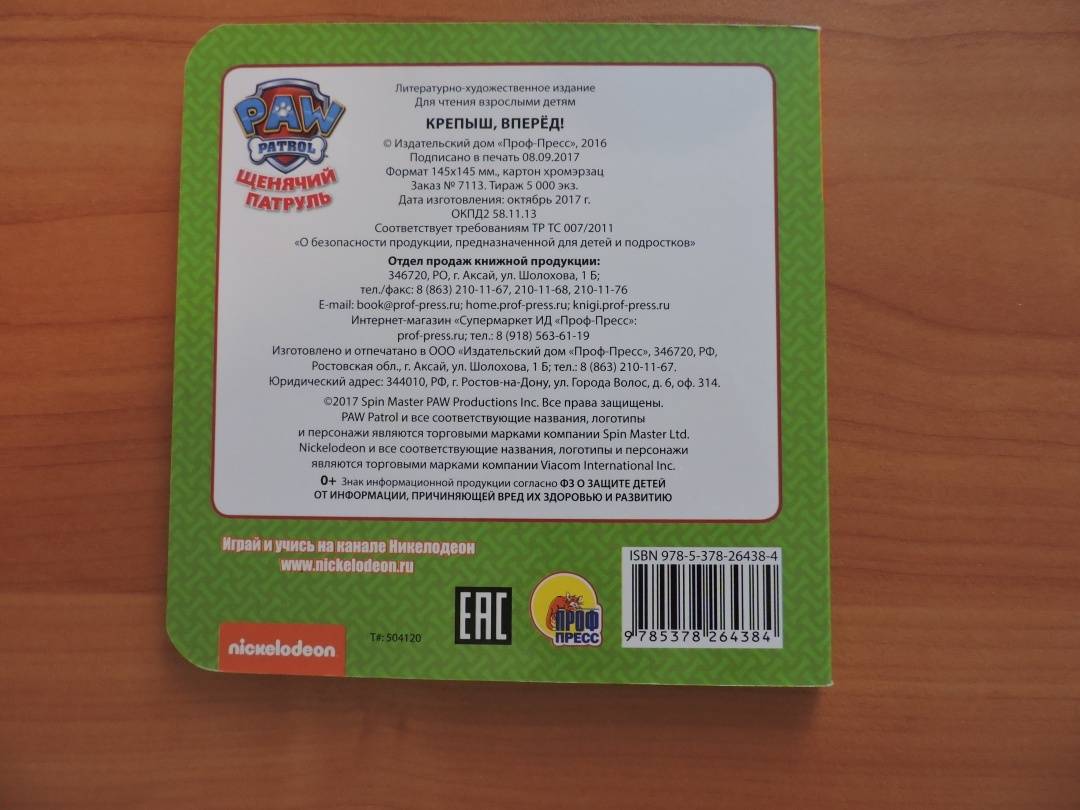 PAW
PATROL
ЩЕНЯЧИЙ
ПАТРУЛЬ
Литературно-художественное издание
Для чтения взрослыми детям
КРЕПЫШ, ВПЕРЁД!
© Издательский дом «Проф-Пресс», 2016
Подписано в печать 08.09.2017
Формат 145х145 мм., картон хромэрзац
Заказ № 7113. Тираж 5 000 экз.
Дата изготовления: октябрь 2017 г.
ОКПД2 58.11.13
Соответствует требованиям ТР ТС 007/2011
«О безопасности продукции, предназначенной для детей и подростков»
Отдел продаж книжной продукции:
346720, РО, г. Аксай, ул. Шолохова, 1 Б;
тел./факс: 8 (863) 210-11-67, 210-11-68, 210-11-76
E-mail: book@prof-press.ru; home.prof-press.ru; knigi.prof-press.ru
Интернет-магазин «Супермаркет ИД «Проф-Пресс»:
prof-press.ru; тел.: 8 (918) 563-61-19
Изготовлено и отпечатано в ООО «Издательский дом «Проф-Пресс», 346720, РФ,
Ростовская обл., г. Аксай, ул. Шолохова, 1 Б; тел.: 8 (863) 210-11-67.
Юридический адрес: 344010, РФ, г. Ростов-на-Дону, ул. Города Волос, д. 6, оф. 314.
©2017 Spin Master PAW Productions Inc. Все права защищены.
PAW Patrol и все соответствующие названия, логотипы
и персонажи являются торговыми марками компании Spin Master Ltd.
Nickelodeon и все соответствующие названия, логотипы и персонажи
являются торговыми марками компании Viacom International Inc.
0+ Знак информационной продукции согласно ФЗ О ЗАЩИТЕ ДЕТЕЙ
ОТ ИНФОРМАЦИИ, ПРИЧИНЯЮЩЕЙ ВРЕД ИХ ЗДОРОВЬЮ И РАЗВИТИЮ
Играй и учись на канале Никелодеон
www.nickelodeon.ru
nickelodeon
T#: 504120
EAC
ПРОФ
ПРЕСС
ISBN 978-5-378-26438-4
9 785378 264384